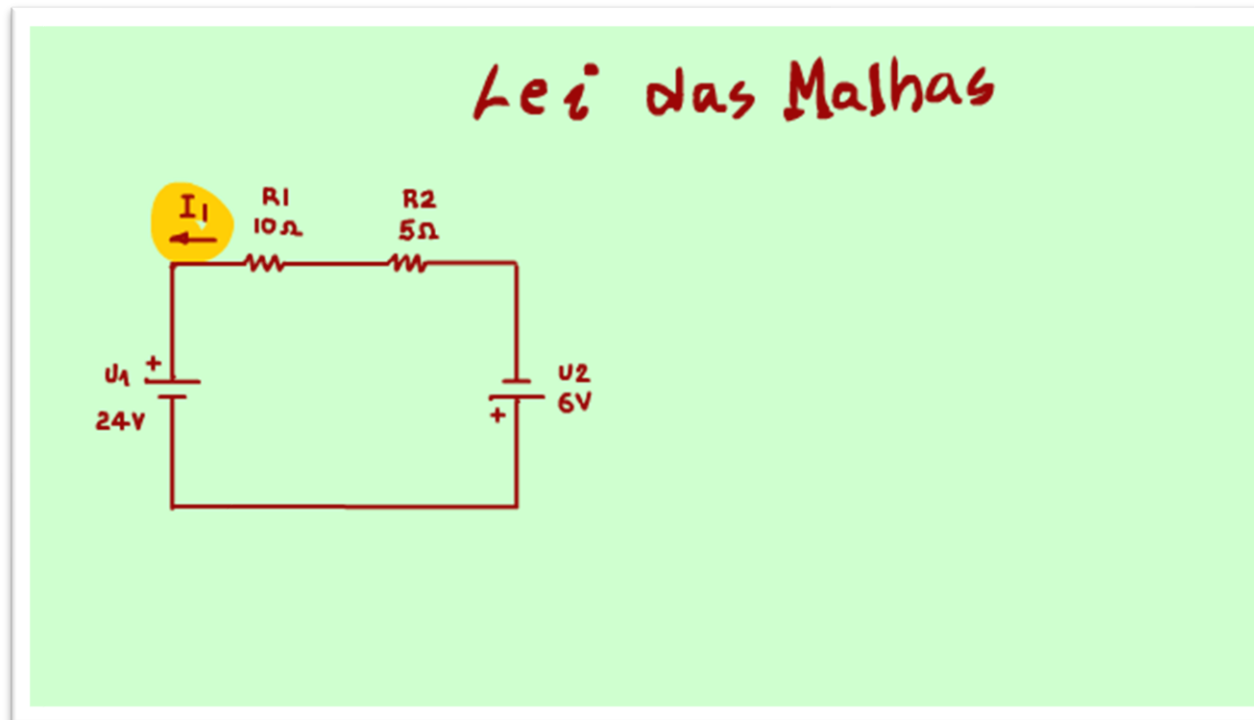 Lei das Malhas
I1
R1
10Ω
R2
5Ω
+
U1
24V
U2
6V
+